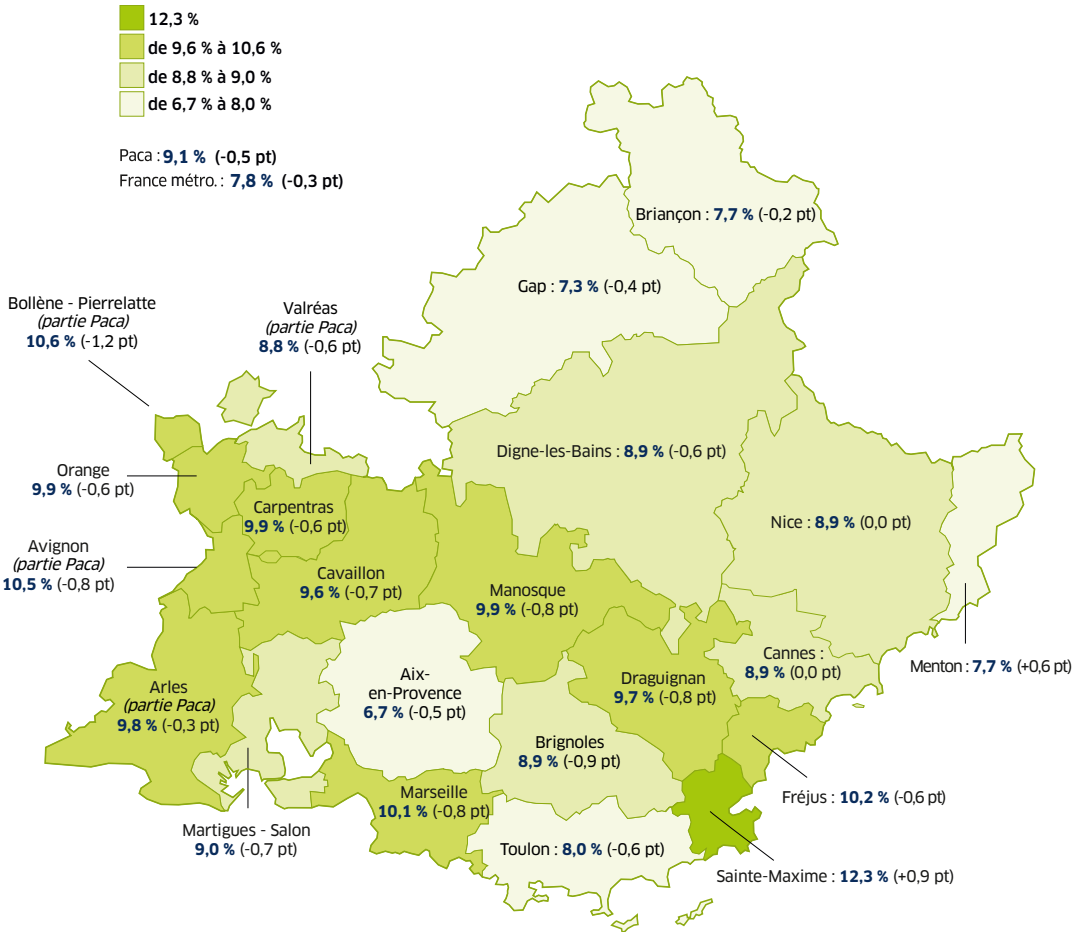 12,3 %
de 9,6 % à 10,6 %
de 8,8 % à 9,0 %
de 6,7 % à 8,0 %
Paca : 9,1 % (-0,5 pt)
France métro. : 7,8 % (-0,3 pt)
Briançon : 7,7 % (-0,2 pt)
Gap : 7,3 % (-0,4 pt)
Bollène - Pierrelatte
(partie Paca)
10,6 % (-1,2 pt)
Valréas
(partie Paca)
8,8 % (-0,6 pt)
Digne-les-Bains : 8,9 % (-0,6 pt)
Orange
9,9 % (-0,6 pt)
Carpentras
9,9 % (-0,6 pt)
Nice : 8,9 % (0,0 pt)
Avignon
(partie Paca)
10,5 % (-0,8 pt)
Cavaillon
9,6 % (-0,7 pt)
Manosque
9,9 % (-0,8 pt)
Cannes :
8,9 % (0,0 pt)
Menton : 7,7 % (+0,6 pt)
Aix-
en-Provence
6,7 % (-0,5 pt)
Draguignan
9,7 % (-0,8 pt)
Arles
(partie Paca)
9,8 % (-0,3 pt)
Brignoles
8,9 % (-0,9 pt)
Marseille
10,1 % (-0,8 pt)
Fréjus : 10,2 % (-0,6 pt)
Martigues - Salon
9,0 % (-0,7 pt)
Toulon : 8,0 % (-0,6 pt)
Sainte-Maxime : 12,3 % (+0,9 pt)